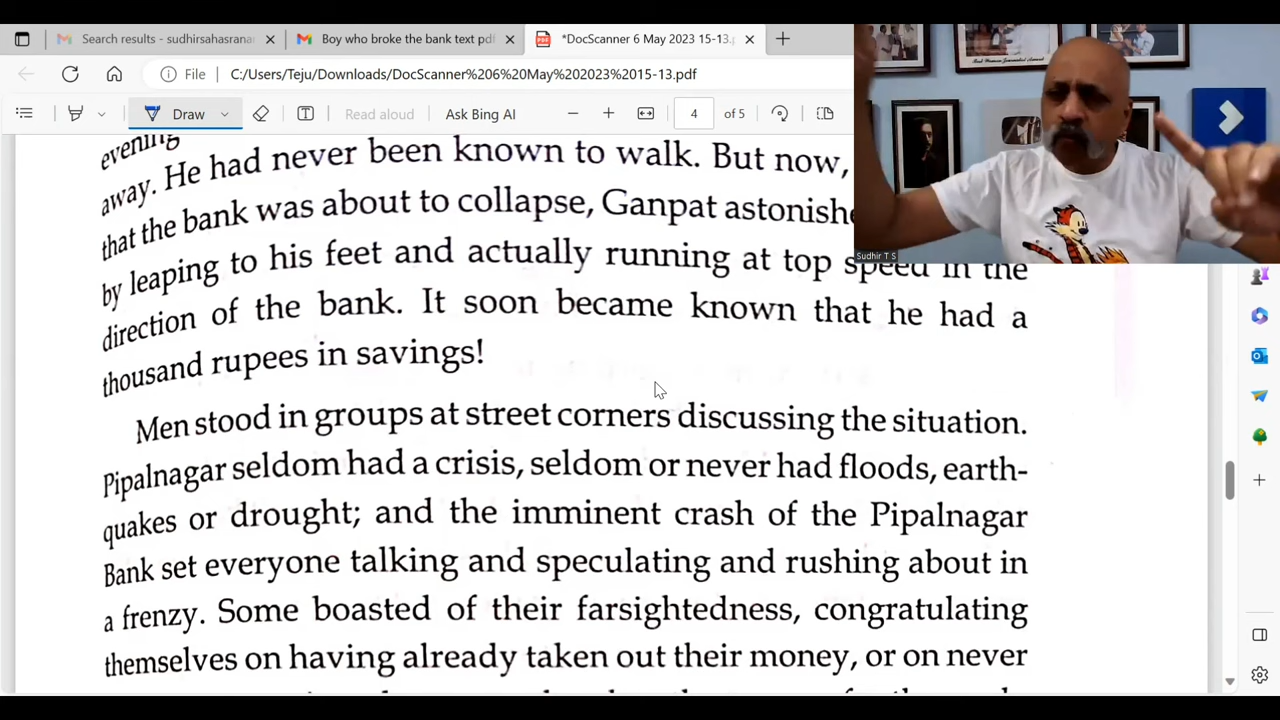 Search results - sudhirsahasrana
Boy who broke the bank text pdf
*DocScanner 6 May 2023 15-13.p
File C:/Users/Teju/Downloads/DocScanner%206%20May%202023%2015-13.pdf
Draw Read aloud Ask Bing AI 4 of 5
evening
away. He had never been known to walk. But now,
that the bank was about to collapse, Ganpat astonishe
by leaping to his feet and actually running at top speed in the
direction of the bank. It soon became known that he had a
thousand rupees in savings!
Men stood in groups at street corners discussing the situation.
Pipalnagar seldom had a crisis, seldom or never had floods, earth-
quakes or drought; and the imminent crash of the Pipalnagar
Bank set everyone talking and speculating and rushing about in
a frenzy. Some boasted of their farsightedness, congratulating
themselves on having already taken out their money, or on never
Sudhir T S